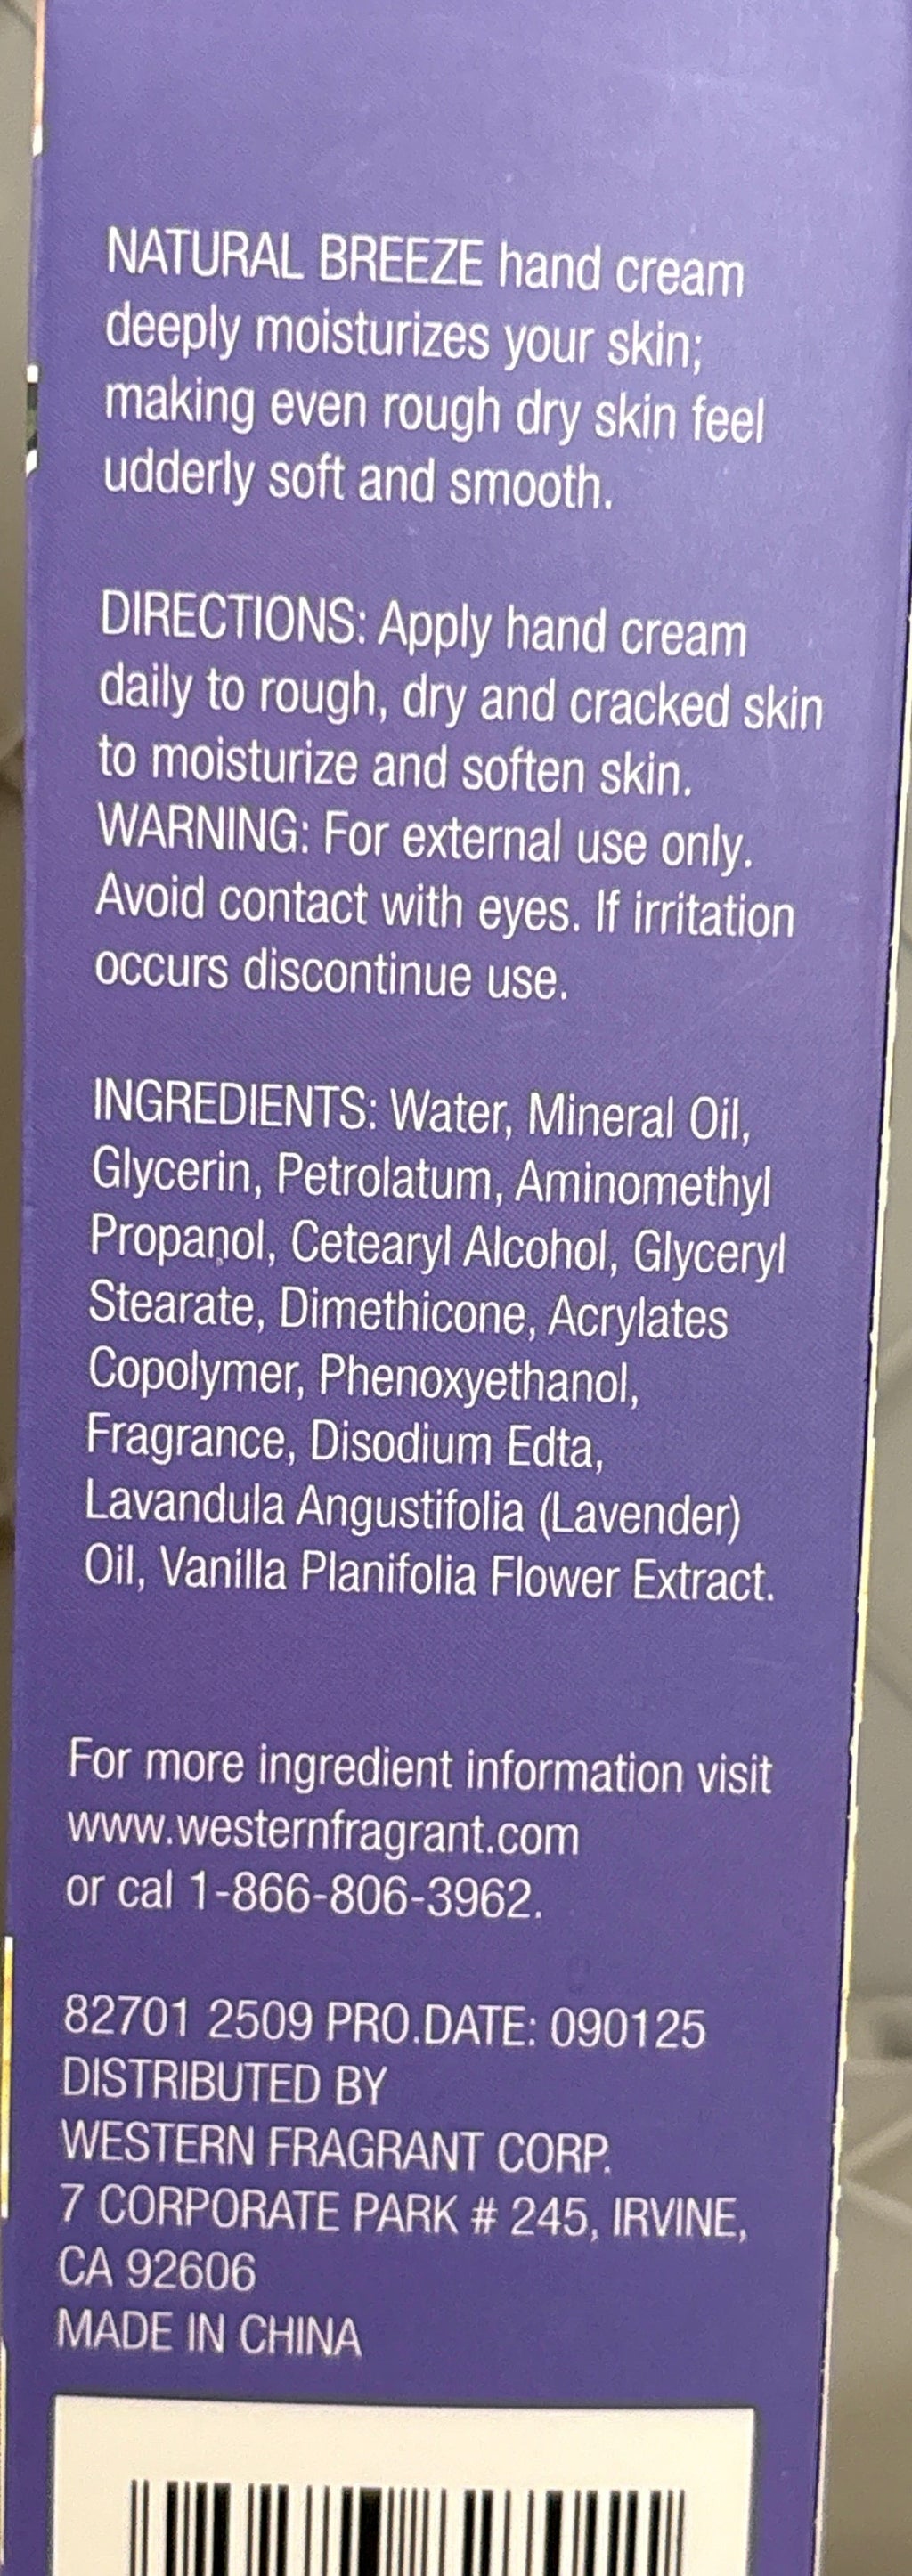 NATURAL BREEZE hand cream
deeply moisturizes your skin;
making even rough dry skin feel
udderly soft and smooth.
DIRECTIONS: Apply hand cream
daily to rough, dry and cracked skin
to moisturize and soften skin.
WARNING: For external use only.
Avoid contact with eyes. If irritation
occurs discontinue use.
INGREDIENTS: Water, Mineral Oil,
Glycerin, Petrolatum, Aminomethyl
Propanol, Cetearyl Alcohol, Glyceryl
Stearate, Dimethicone, Acrylates
Copolymer, Phenoxyethanol,
Fragrance, Disodium Edta,
Lavandula Angustifolia (Lavender)
Oil, Vanilla Planifolia Flower Extract.
For more ingredient information visit
www.westernfragrant.com
or cal 1-866-806-3962.
82701 2509 PRO.DATE: 090125
DISTRIBUTED BY
WESTERN FRAGRANT CORP.
7 CORPORATE PARK # 245, IRVINE,
CA 92606
MADE IN CHINA